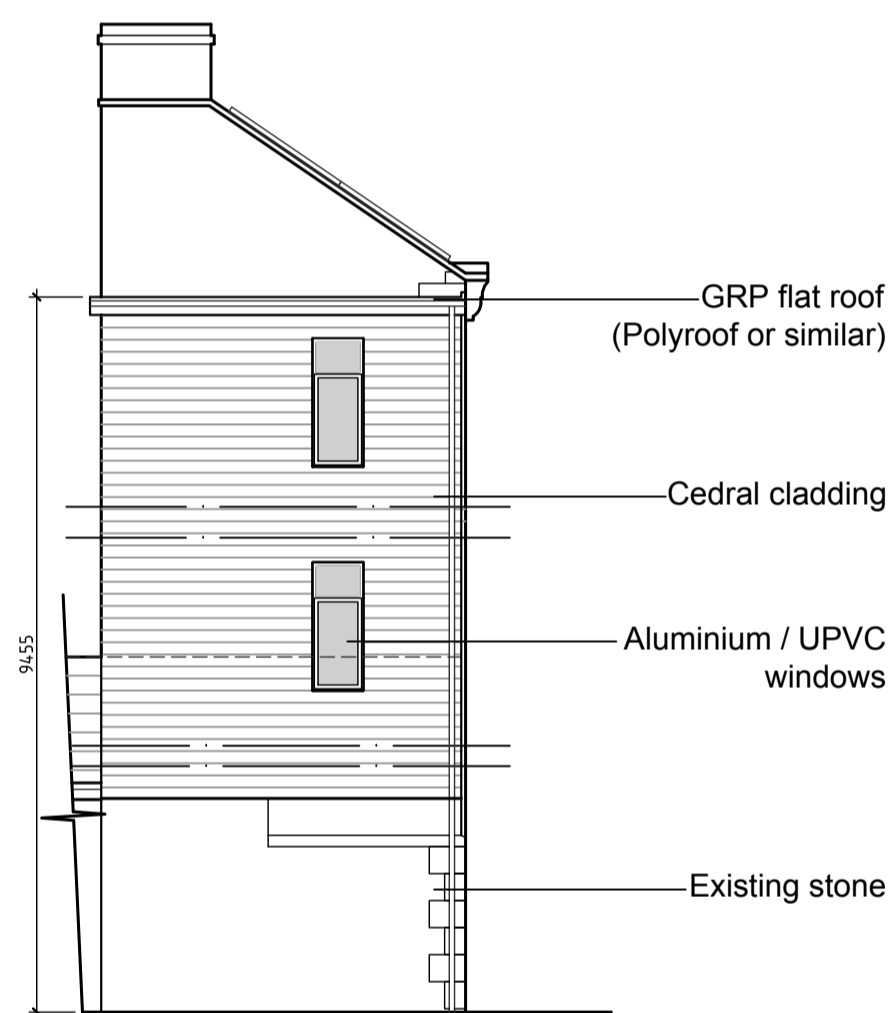 GRP flat roof
(Polyroof or similar)
Cedral cladding
9455
Aluminium / UPVC
windows
Existing stone